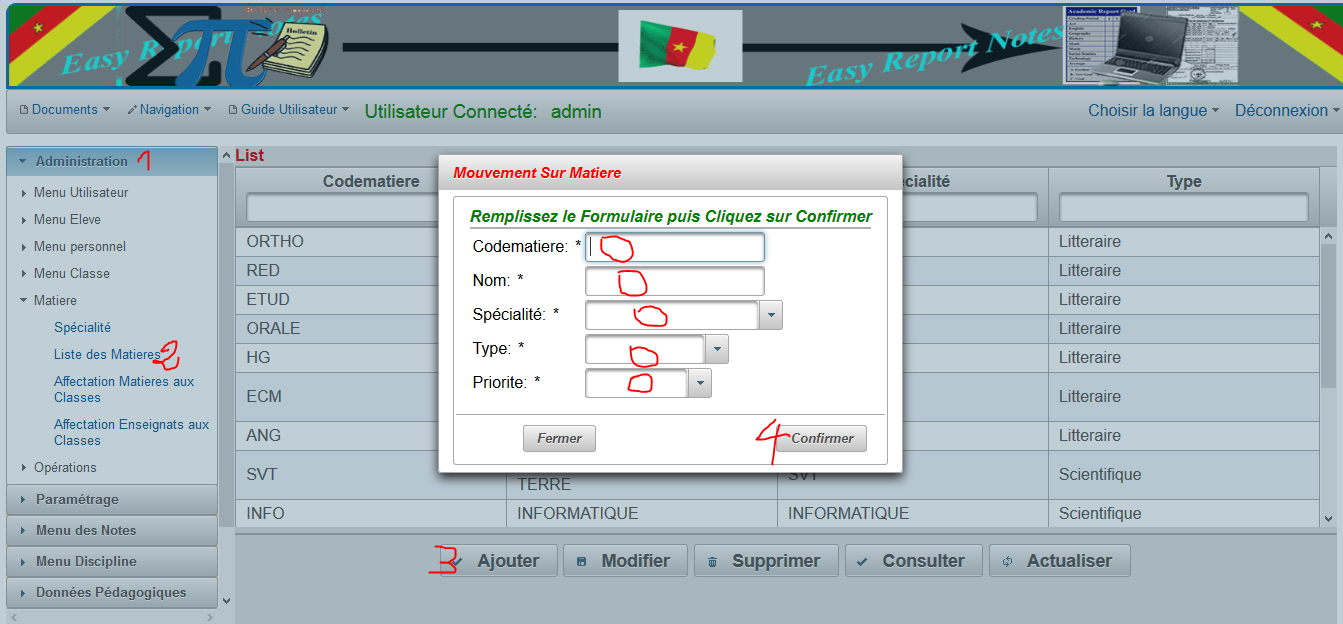 Easy Report Notes
Bulletin
Easy Report Notes
Academic Report Card
Documents
Navigation
Guide Utilisateur
Utilisateur Connecté: admin
Choisir la langue
Déconnexion
Administration 1
Menu Utilisateur
Menu Eleve
Menu personnel
Menu Classe
Matiere
Spécialité
Liste des Matieres 2
Affectation Matieres aux
Classes
Affectation Enseignats aux
Classes
Opérations
Paramétrage
Menu des Notes
Menu Discipline
Données Pédagogiques
List
Codematiere
cialité
Type
ORTHO Litteraire
RED Litteraire
ETUD Litteraire
ORALE Litteraire
HG Litteraire
ECM Litteraire
ANG Litteraire
SVT TERRE SVT Scientifique
INFO INFORMATIQUE INFORMATIQUE Scientifique
Mouvement Sur Matiere
Remplissez le Formulaire puis Cliquez sur Confirmer
Codematiere: *
Nom: *
Spécialité: *
Type: *
Priorite: *
Fermer
4 Confirmer
3 Ajouter
Modifier
Supprimer
Consulter
Actualiser